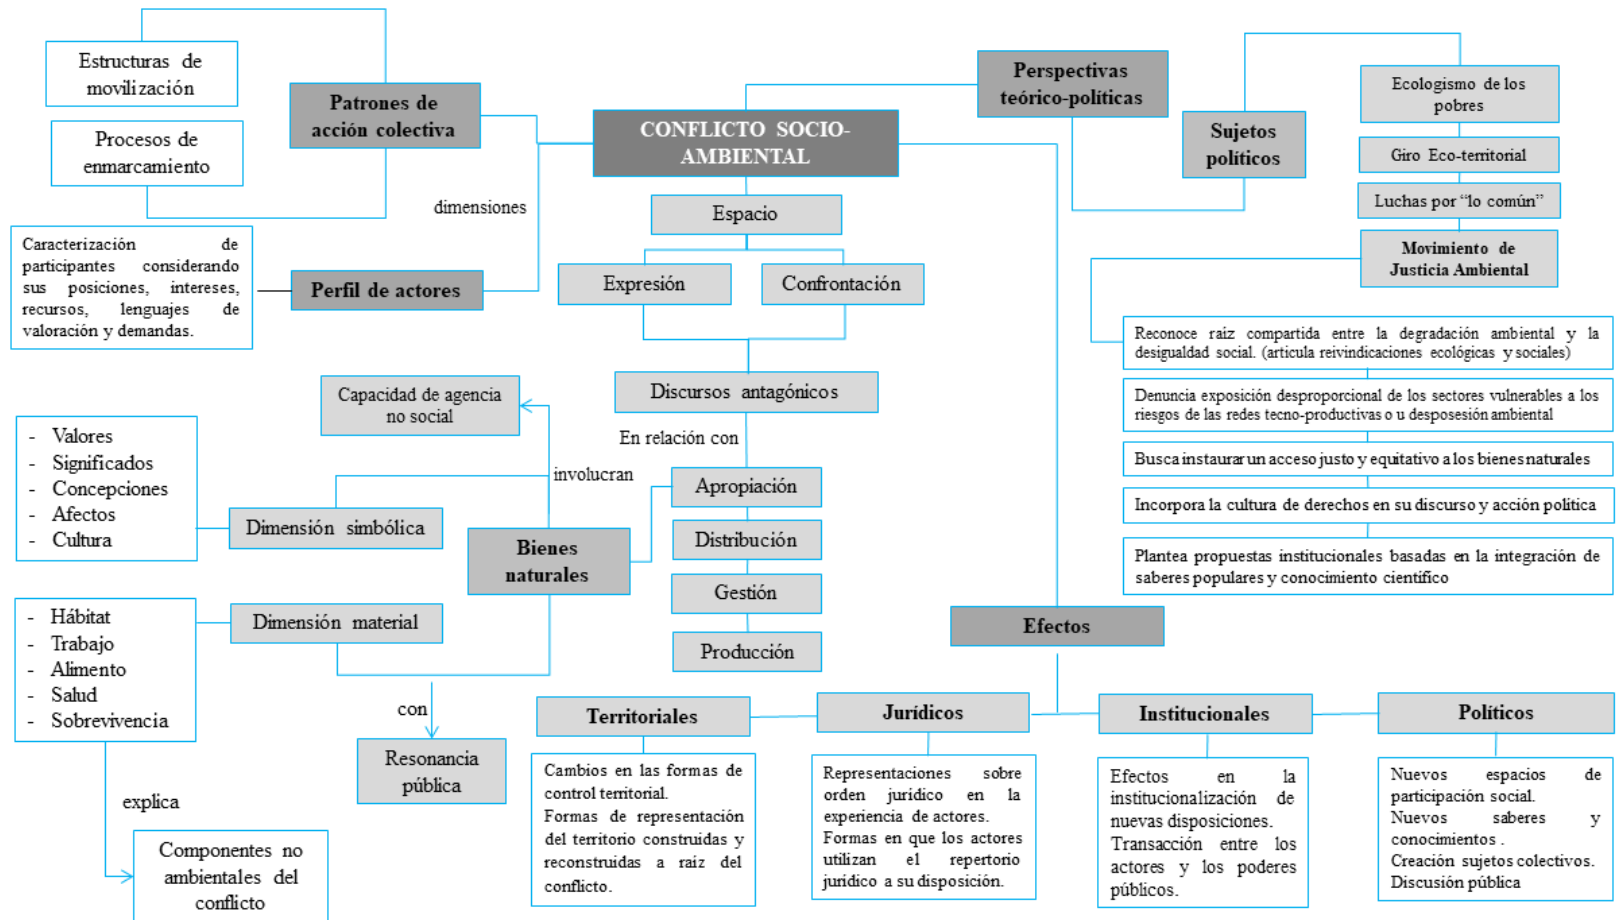 Estructuras de
movilización
Procesos de
enmarcamiento
Patrones de
acción colectiva
dimensiones
Caracterización de
participantes considerando
sus posiciones, intereses,
recursos, lenguajes de
valoración y demandas.
Perfil de actores
CONFLICTO SOCIO-
AMBIENTAL
Espacio
Expresión
Confrontación
Discursos antagónicos
En relación con
Apropiación
Distribución
Gestión
Producción
Perspectivas
teórico-políticas
Sujetos
políticos
Ecologismo de los
pobres
Giro Eco-territorial
Luchas por “lo común”
Movimiento de
Justicia Ambiental
Reconoce raíz compartida entre la degradación ambiental y la
desigualdad social. (articula reivindicaciones ecológicas y sociales)
Denuncia exposición desproporcional de los sectores vulnerables a los
riesgos de las redes tecno-productivas o u desposesión ambiental
Busca instaurar un acceso justo y equitativo a los bienes naturales
Incorpora la cultura de derechos en su discurso y acción política
Plantea propuestas institucionales basadas en la integración de
saberes populares y conocimiento científico
Capacidad de agencia
no social
involucran
- Valores
- Significados
- Concepciones
- Afectos
- Cultura
Dimensión simbólica
Bienes
naturales
- Hábitat
- Trabajo
- Alimento
- Salud
- Sobrevivencia
Dimensión material
con
Resonancia
pública
explica
Componentes no
ambientales del
conflicto
Efectos
Territoriales
Cambios en las formas de
control territorial.
Formas de representación
del territorio construidas y
reconstruidas a raíz del
conflicto.
Jurídicos
Representaciones sobre
orden jurídico en la
experiencia de actores.
Formas en que los actores
utilizan el repertorio
jurídico a su disposición.
Institucionales
Efectos en la
institucionalización de
nuevas disposiciones.
Transacción entre los
actores y los poderes
públicos.
Políticos
Nuevos espacios de
participación social.
Nuevos saberes y
conocimientos .
Creación sujetos colectivos.
Discusión pública